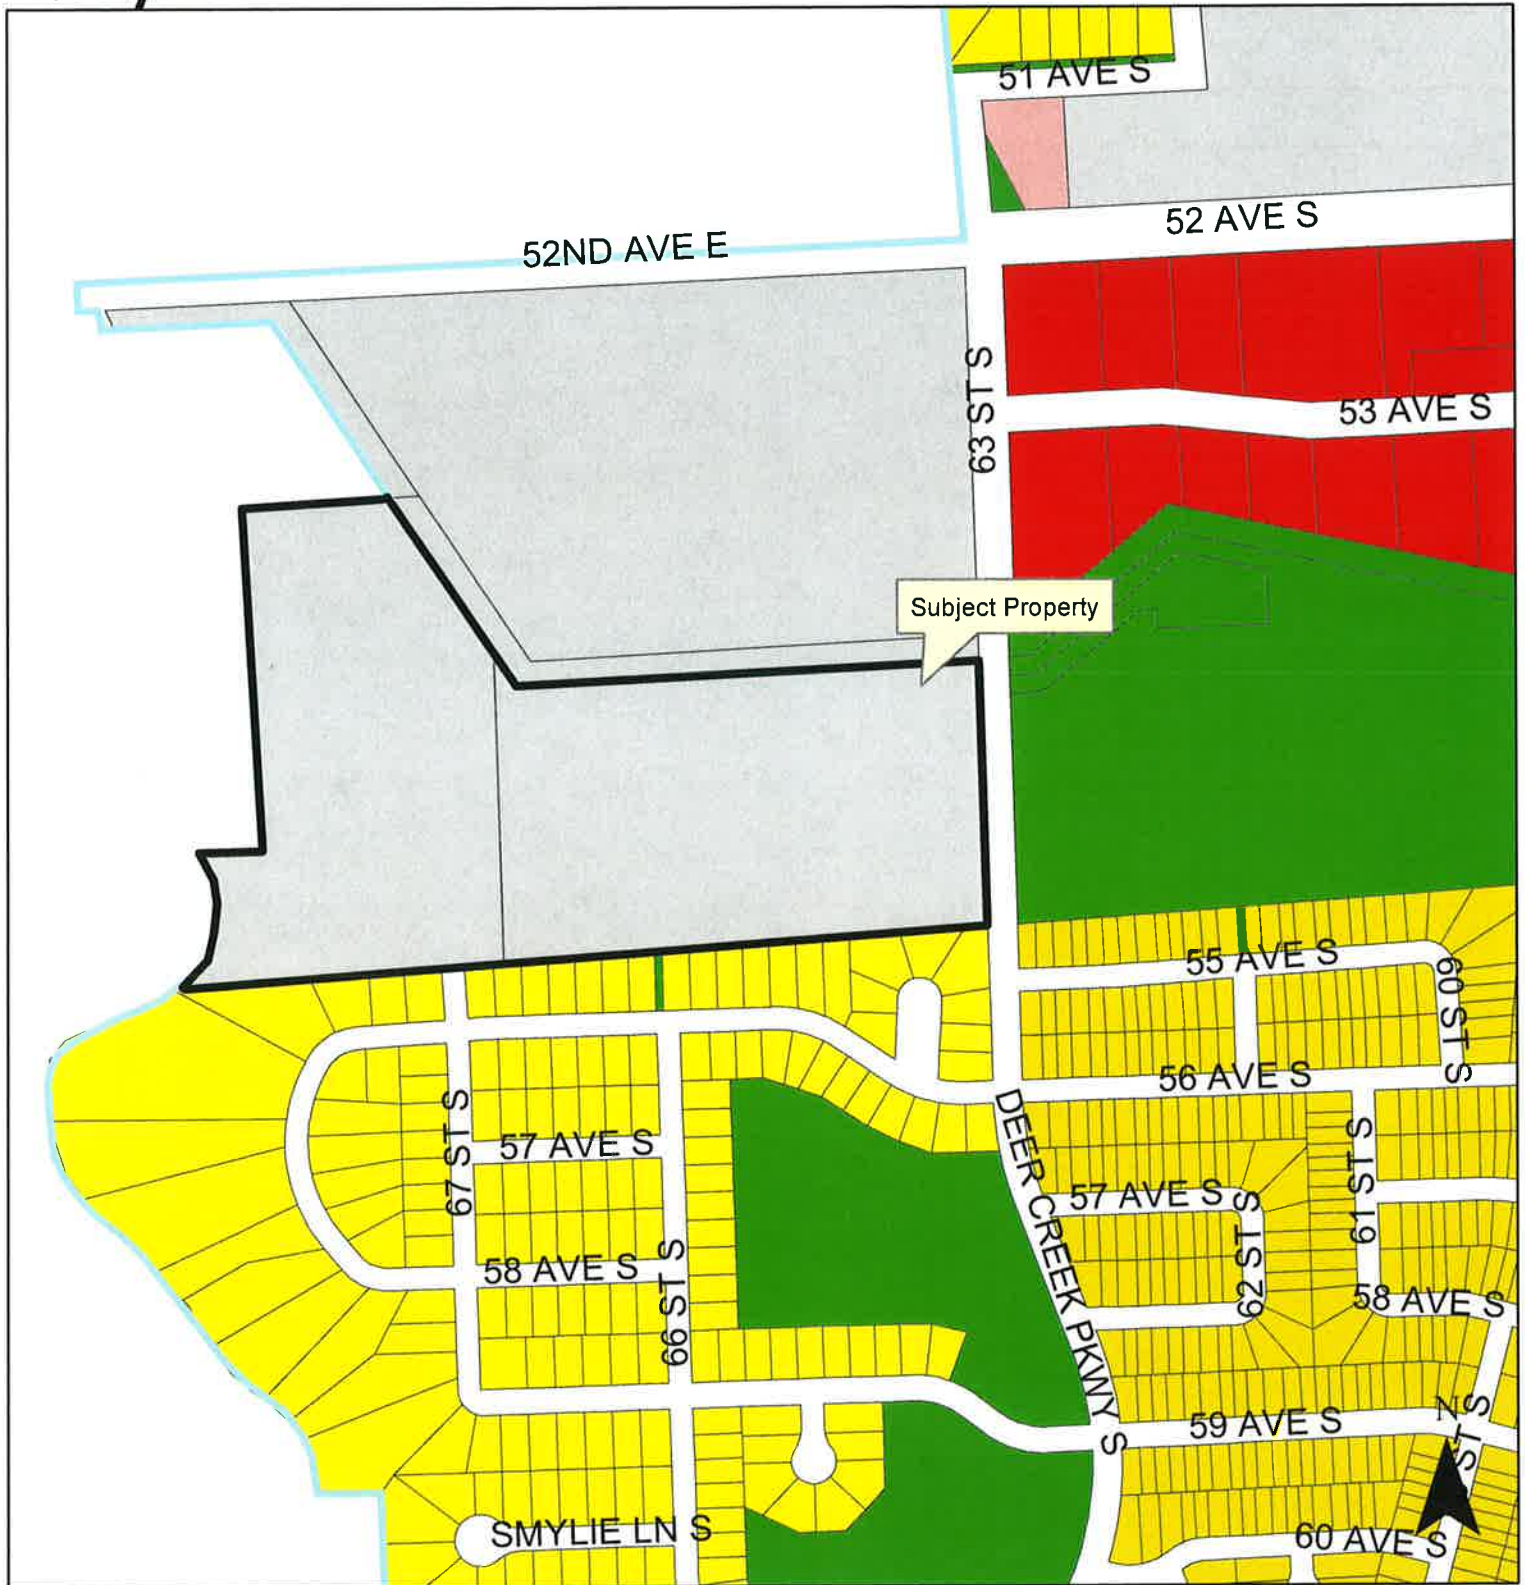 51 AVE S
52 AVE S
52ND AVE E
63 ST S
53 AVE S
Subject Property
55 AVE S
60 ST S
56 AVE S
DEER CREEK PKWY S
67 ST S
57 AVE S
61 ST S
57 AVE S
62 ST S
58 AVE S
66 ST S
58 AVE S
59 AVE S
N
ST S
SMYLIE LN S
60 AVE S